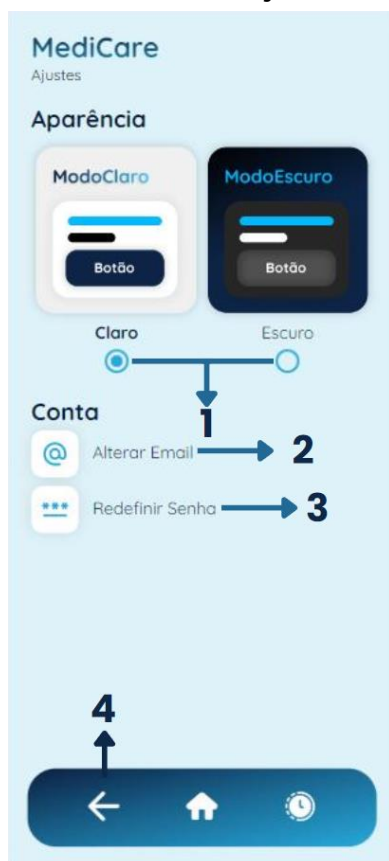 MediCare
Ajustes
Aparência
ModoClaro ModoEscuro
Botão Botão
Claro Escuro
1
Conta
Alterar Email 2
Redefinir Senha 3
4